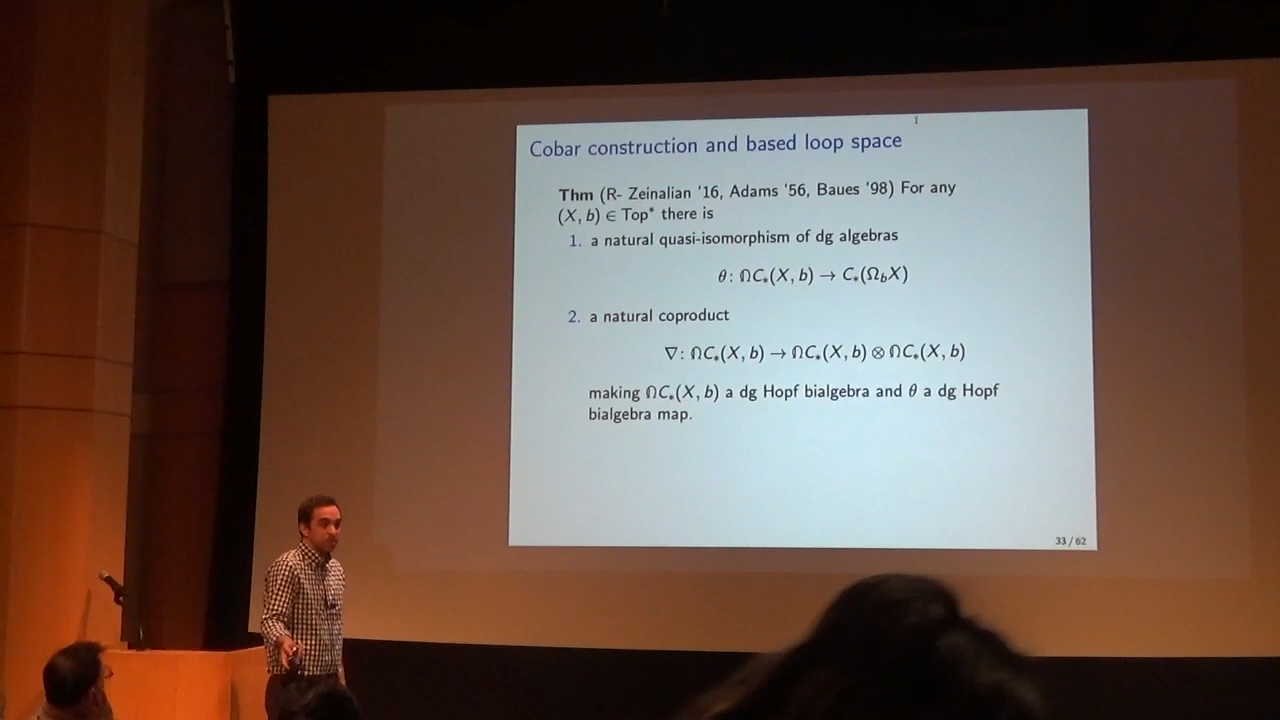 Cobar construction and based loop space
Thm (R- Zeinalian '16, Adams '56, Baues '98) For any
(X, b) ∈ Top* there is
1. a natural quasi-isomorphism of dg algebras
θ: ΩC*(X, b) → C*(Ω_b X)
2. a natural coproduct
∇: ΩC*(X, b) → ΩC*(X, b) ⊗ ΩC*(X, b)
making ΩC*(X, b) a dg Hopf bialgebra and θ a dg Hopf
bialgebra map.
33 / 62